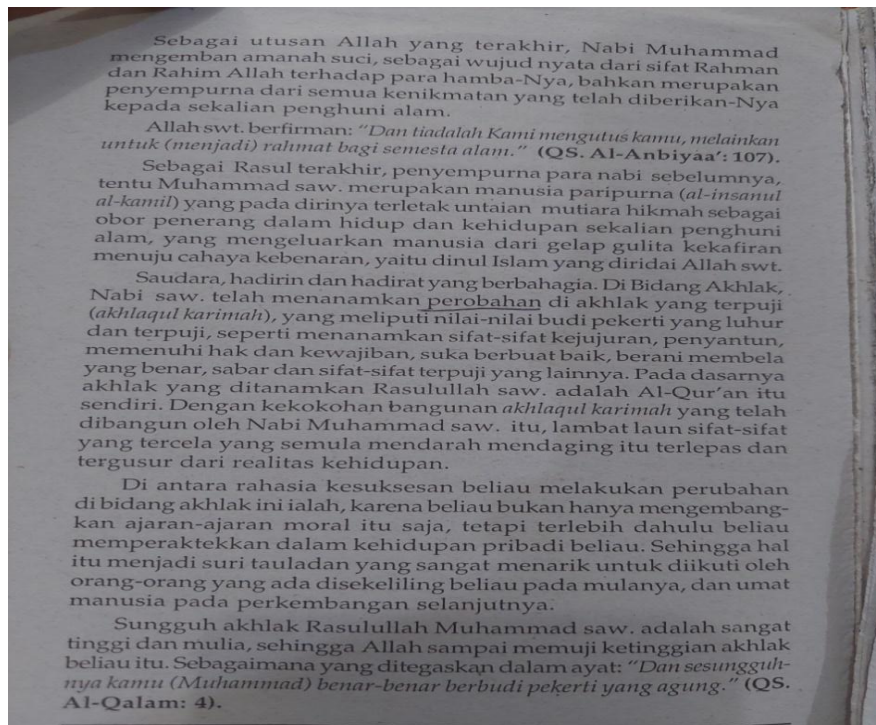 Sebagai utusan Allah yang terakhir, Nabi Muhammad
mengemban amanah suci, sebagai wujud nyata dari sifat Rahman
dan Rahim Allah terhadap para hamba-Nya, bahkan merupakan
penyempurna dari semua kenikmatan yang telah diberikan-Nya
kepada sekalian penghuni alam.
Allah swt. berfirman: "Dan tiadalah Kami mengutus kamu, melainkan
untuk (menjadi) rahmat bagi semesta alam." (QS. Al-Anbiyaa': 107).
Sebagai Rasul terakhir, penyempurna para nabi sebelumnya,
tentu Muhammad saw. merupakan manusia paripurna (al-insanul
al-kamil) yang pada dirinya terletak untaian mutiara hikmah sebagai
obor penerang dalam hidup dan kehidupan sekalian penghuni
alam, yang mengeluarkan manusia dari gelap gulita kekafiran
menuju cahaya kebenaran, yaitu dinul Islam yang diridai Allah swt.
Saudara, hadirin dan hadirat yang berbahagia. Di Bidang Akhlak,
Nabi saw. telah menanamkan perobahan di akhlak yang terpuji
(akhlaqul karimah), yang meliputi nilai-nilai budi pekerti yang luhur
dan terpuji, seperti menanamkan sifat-sifat kejujuran, penyantun,
memenuhi hak dan kewajiban, suka berbuat baik, berani membela
yang benar, sabar dan sifat-sifat terpuji yang lainnya. Pada dasarnya
akhlak yang ditanamkan Rasulullah saw. adalah Al-Qur'an itu
sendiri. Dengan kekokohan bangunan akhlaqul karimah yang telah
dibangun oleh Nabi Muhammad saw. itu, lambat laun sifat-sifat
yang tercela yang semula mendarah mendaging itu terlepas dan
tergusur dari realitas kehidupan.
Di antara rahasia kesuksesan beliau melakukan perubahan
di bidang akhlak ini ialah, karena beliau bukan hanya mengembang-
kan ajaran-ajaran moral itu saja, tetapi terlebih dahulu beliau
memperaktekkan dalam kehidupan pribadi beliau. Sehingga hal
itu menjadi suri tauladan yang sangat menarik untuk diikuti oleh
orang-orang yang ada disekeliling beliau pada mulanya, dan umat
manusia pada perkembangan selanjutnya.
Sungguh akhlak Rasulullah Muhammad saw. adalah sangat
tinggi dan mulia, sehingga Allah sampai memuji ketinggian akhlak
beliau itu. Sebagaimana yang ditegaskan dalam ayat: "Dan sesungguh-
nya kamu (Muhammad) benar-benar berbudi pekerti yang agung." (QS.
Al-Qalam: 4).